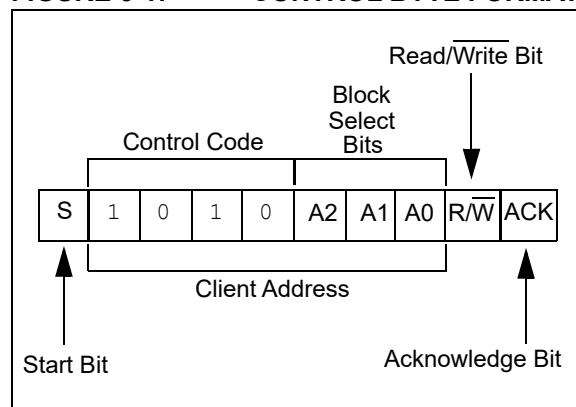 Read/Write Bit
Block
Select
Bits
Control Code
S 1 0 1 0 A2 A1 A0 R/W ACK
Client Address
Start Bit
Acknowledge Bit